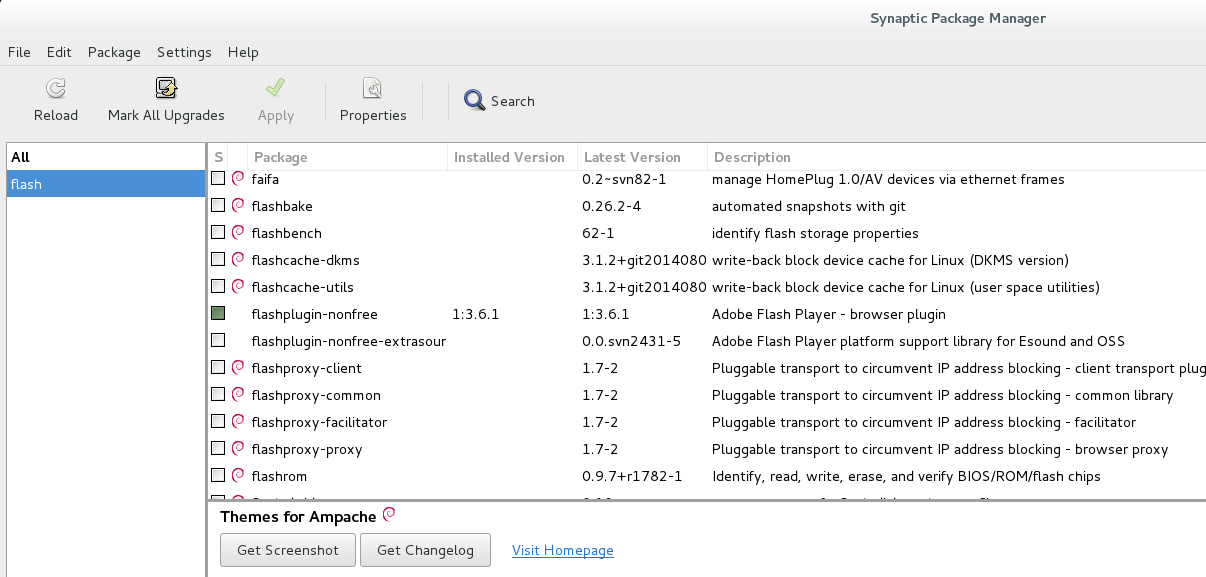 Synaptic Package Manager
File Edit Package Settings Help
Reload Mark All Upgrades Apply Properties Search
All
flash
S Package Installed Version Latest Version Description
faifa 0.2~svn82-1 manage HomePlug 1.0/AV devices via ethernet frames
flashbake 0.26.2-4 automated snapshots with git
flashbench 62-1 identify flash storage properties
flashcache-dkms 3.1.2+git2014080 write-back block device cache for Linux (DKMS version)
flashcache-utils 3.1.2+git2014080 write-back block device cache for Linux (user space utilities)
flashplugin-nonfree 1:3.6.1 1:3.6.1 Adobe Flash Player - browser plugin
flashplugin-nonfree-extrasour 0.0.svn2431-5 Adobe Flash Player platform support library for Esound and OSS
flashproxy-client 1.7-2 Pluggable transport to circumvent IP address blocking - client transport plug
flashproxy-common 1.7-2 Pluggable transport to circumvent IP address blocking - common library
flashproxy-facilitator 1.7-2 Pluggable transport to circumvent IP address blocking - facilitator
flashproxy-proxy 1.7-2 Pluggable transport to circumvent IP address blocking - browser proxy
flashrom 0.9.7+r1782-1 Identify, read, write, erase, and verify BIOS/ROM/flash chips
Themes for Ampache
Get Screenshot Get Changelog Visit Homepage